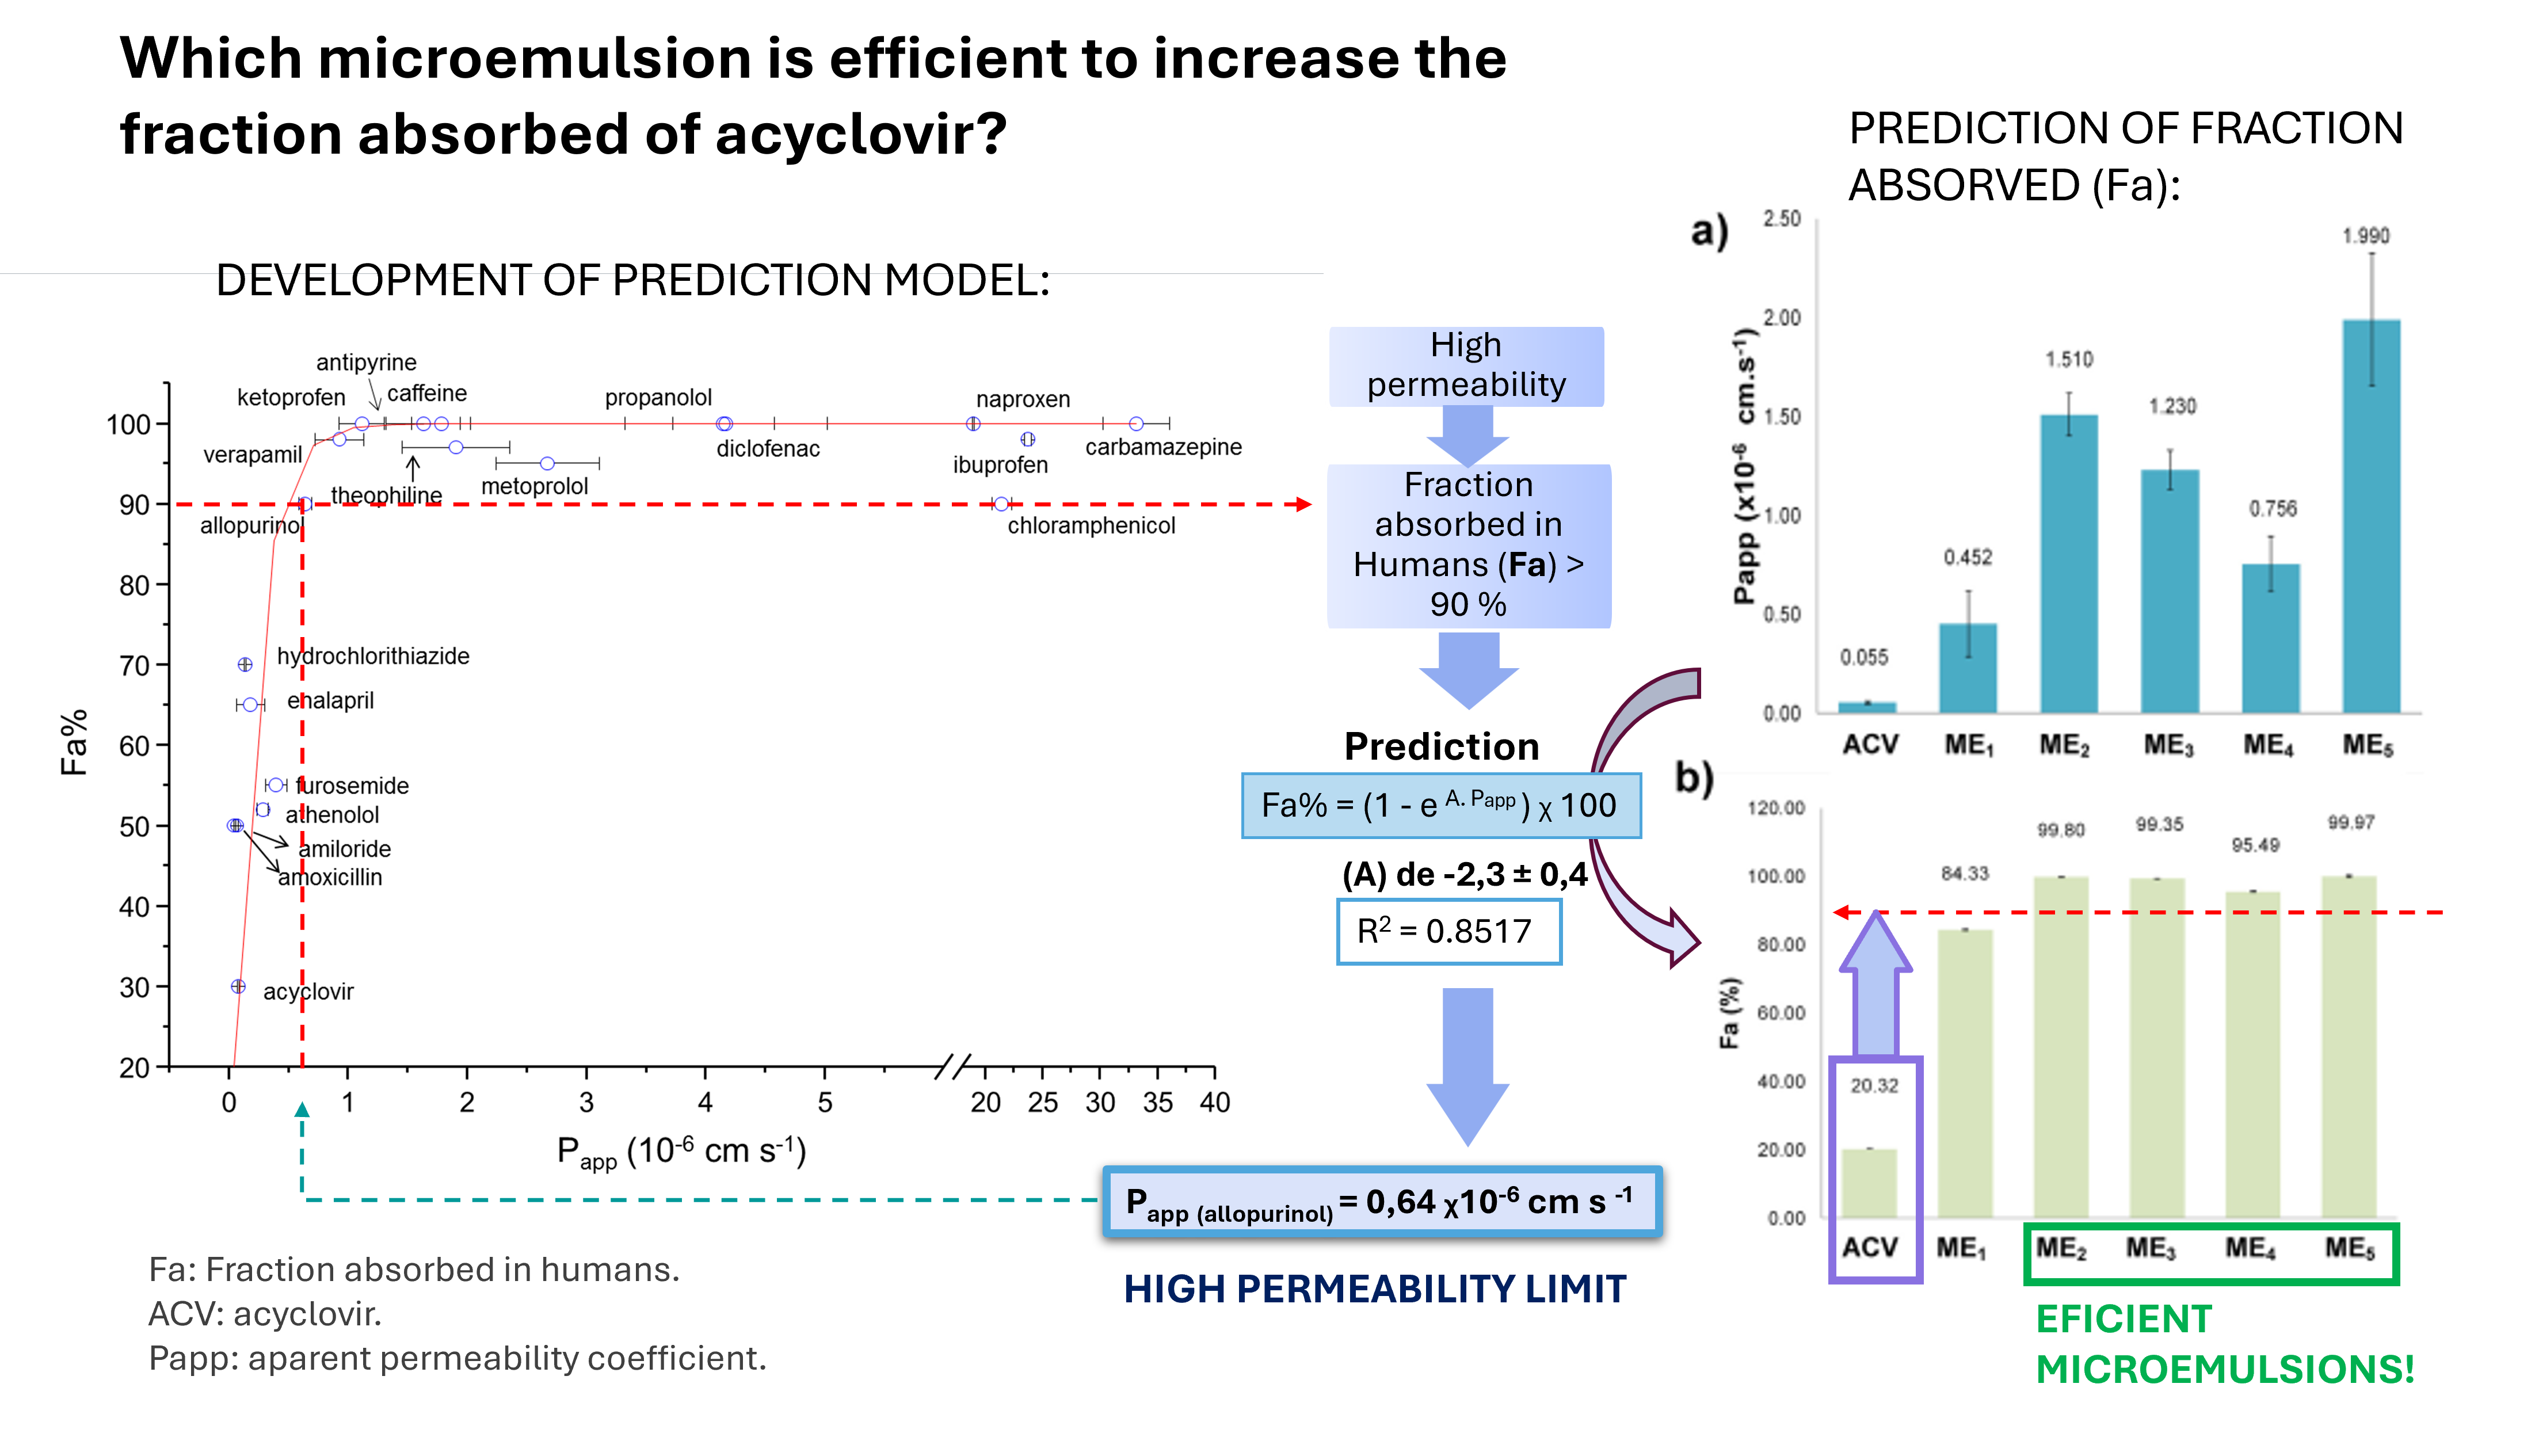 Which microemulsion is efficient to increase the
fraction absorbed of acyclovir?
DEVELOPMENT OF PREDICTION MODEL:
Fa%
100
90
80
70
60
50
40
30
20
antipyrine
ketoprofen
caffeine
propanolol
naproxen
verapamil
diclofenac
carbamazepine
ibuprofen
theophiline
metoprolol
allopurinol
chloramphenicol
hydrochlorithiazide
enalapril
furosemide
athenolol
amiloride
amoxicillin
acyclovir
0 1 2 3 4 5 20 25 30 35 40
Papp (10-6 cm s-1)
Fa: Fraction absorbed in humans.
ACV: acyclovir.
Papp: aparent permeability coefficient.
High
permeability
Fraction
absorbed in
Humans (Fa) >
90 %
Prediction
Fa% = (1 - e A. Papp ) χ 100
(A) de -2,3 ± 0,4
R2 = 0.8517
Papp (allopurinol) = 0,64 χ10-6 cm s -1
HIGH PERMEABILITY LIMIT
PREDICTION OF FRACTION
ABSORVED (Fa):
a)
Papp (x10-6 cm.s-1)
2.50
2.00
1.50
1.00
0.50
0.00
0.055
0.452
1.510
1.230
0.756
1.990
ACV ME1 ME2 ME3 ME4 ME5
b)
Fa (%)
120.00
100.00
80.00
60.00
40.00
20.00
0.00
20.32
84.33
99.80
99.35
95.49
99.97
ACV ME1 ME2 ME3 ME4 ME5
EFICIENT
MICROEMULSIONS!